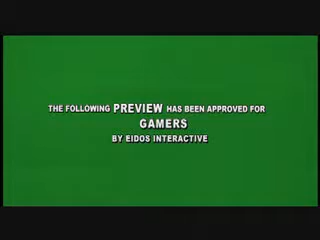 THE FOLLOWING PREVIEW HAS BEEN APPROVED FOR
GAMERS
BY EIDOS INTERACTIVE